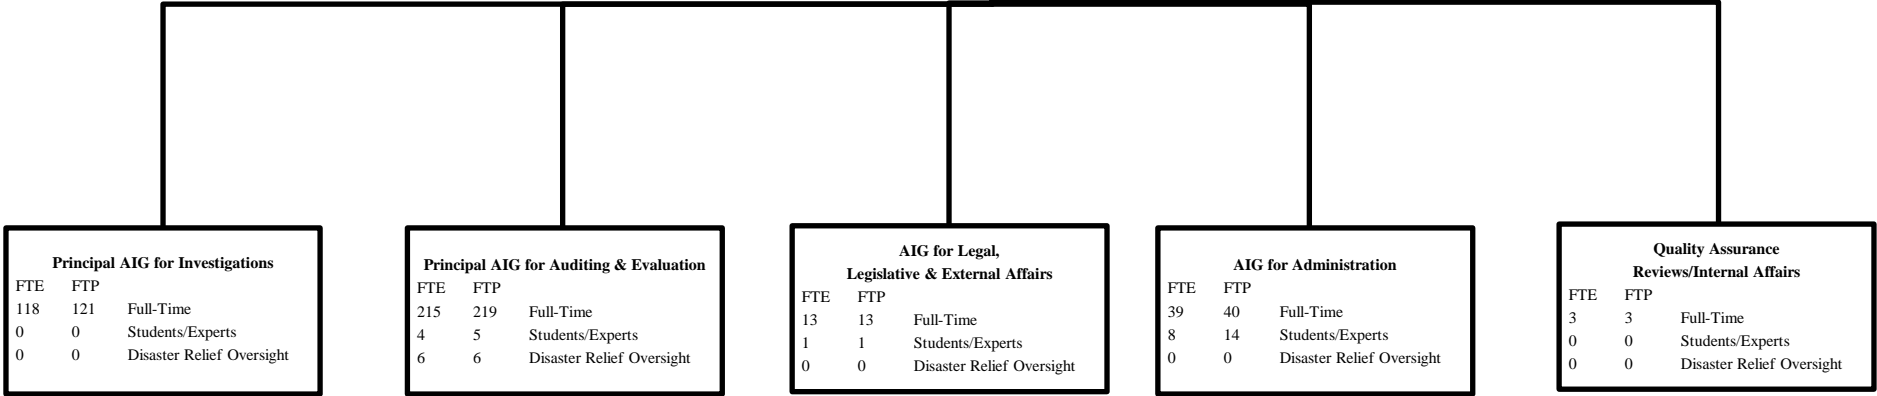 Principal AIG for Investigations
FTE FTP
118 121 Full-Time
0 0 Students/Experts
0 0 Disaster Relief Oversight
Principal AIG for Auditing & Evaluation
FTE FTP
215 219 Full-Time
4 5 Students/Experts
6 6 Disaster Relief Oversight
AIG for Legal,
Legislative & External Affairs
FTE FTP
13 13 Full-Time
1 1 Students/Experts
0 0 Disaster Relief Oversight
AIG for Administration
FTE FTP
39 40 Full-Time
8 14 Students/Experts
0 0 Disaster Relief Oversight
Quality Assurance
Reviews/Internal Affairs
FTE FTP
3 3 Full-Time
0 0 Students/Experts
0 0 Disaster Relief Oversight